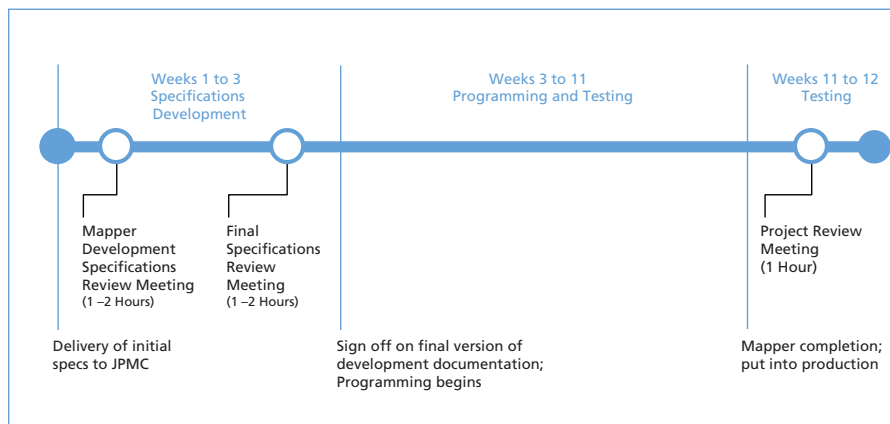 Weeks 1 to 3
Specifications
Development
Weeks 3 to 11
Programming and Testing
Weeks 11 to 12
Testing
Mapper
Development
Specifications
Review Meeting
(1 –2 Hours)
Final
Specifications
Review
Meeting
(1 –2 Hours)
Project Review
Meeting
(1 Hour)
Delivery of initial
specs to JPMC
Sign off on final version of
development documentation;
Programming begins
Mapper completion;
put into production